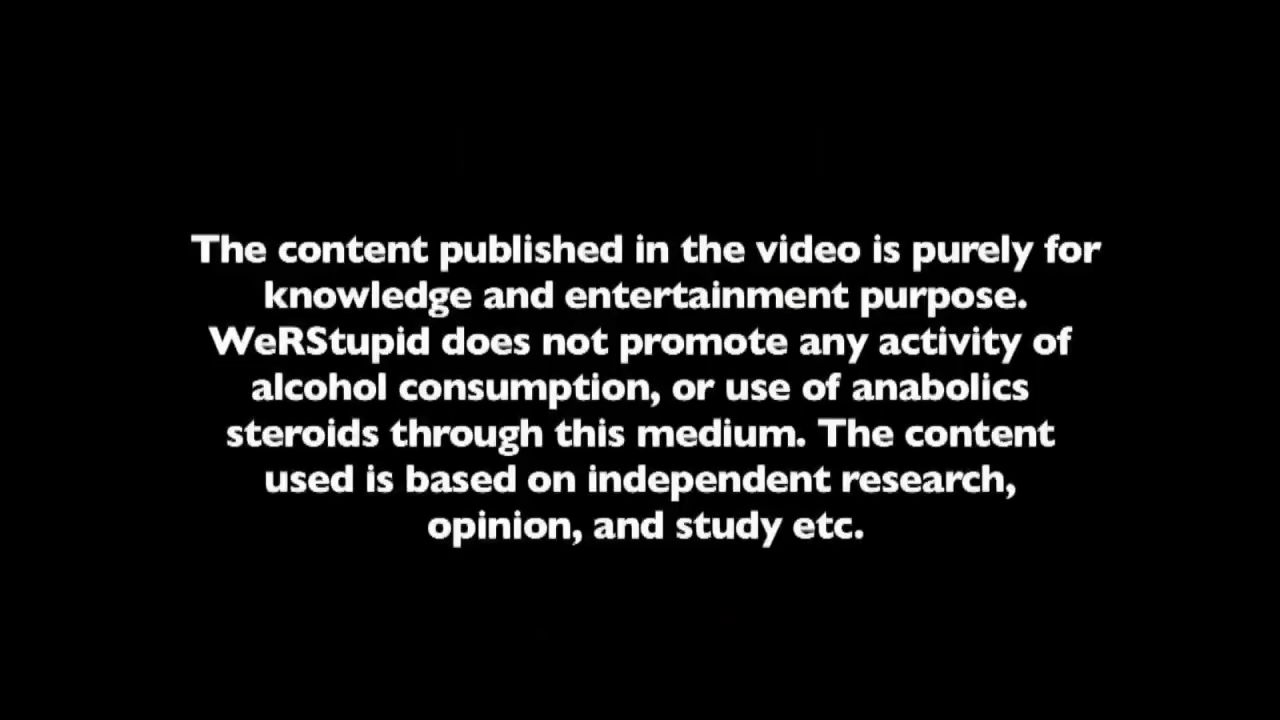 The content published in the video is purely for
knowledge and entertainment purpose.
WeRStupid does not promote any activity of
alcohol consumption, or use of anabolics
steroids through this medium. The content
used is based on independent research,
opinion, and study etc.